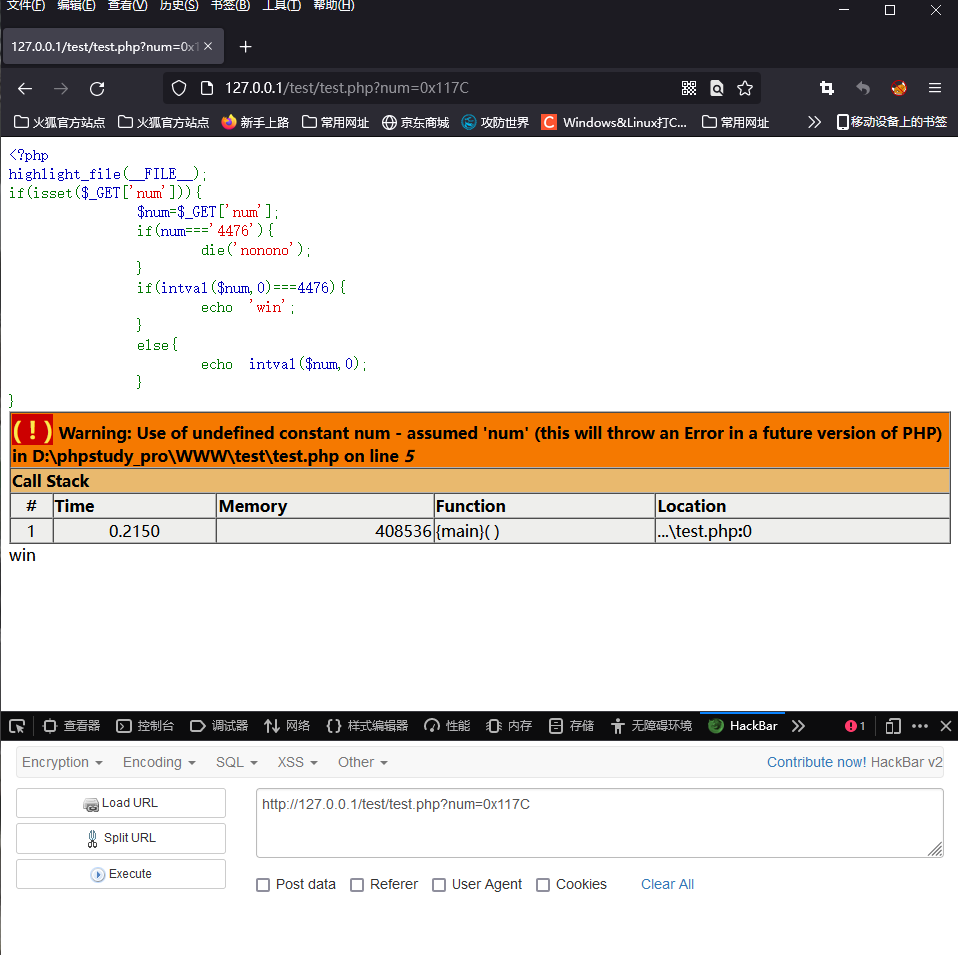 文件(F) 编辑(E) 查看(V) 历史(S) 书签(B) 工具(T) 帮助(H)
127.0.0.1/test/test.php?num=0x1
127.0.0.1/test/test.php?num=0x117C
火狐官方站点 火狐官方站点 新手上路 常用网址 京东商城 攻防世界 Windows&Linux打C... 常用网址 移动设备上的书签
<?php
highlight_file(__FILE__);
if(isset($_GET['num'])){
$num=$_GET['num'];
if(num==='4476'){
die('nonono');
}
if(intval($num,0)===4476){
echo 'win';
}
else{
echo intval($num,0);
}
}
(!) Warning: Use of undefined constant num - assumed 'num' (this will throw an Error in a future version of PHP)
in D:\phpstudy_pro\WWW\test\test.php on line 5
Call Stack
# Time Memory Function Location
1 0.2150 408536 {main}( ) ...\test.php:0
win
查看器 控制台 调试器 网络 {} 样式编辑器 性能 内存 存储 无障碍环境 HackBar 1
Encryption Encoding SQL XSS Other Contribute now! HackBar v2
Load URL http://127.0.0.1/test/test.php?num=0x117C
Split URL
Execute
Post data Referer User Agent Cookies Clear All